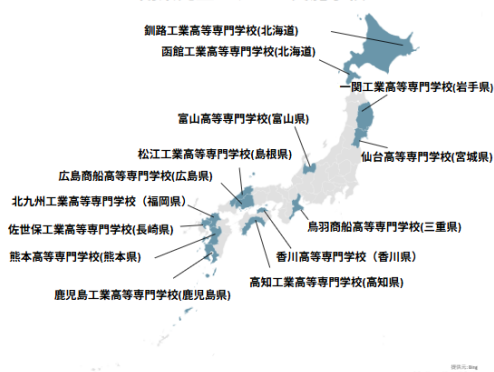 釧路工業高等専門学校(北海道)
函館工業高等専門学校(北海道)
一関工業高等専門学校(岩手県)
富山高等専門学校(富山県)
仙台高等専門学校(宮城県)
松江工業高等専門学校(島根県)
広島商船高等専門学校(広島県)
北九州工業高等専門学校（福岡県）
佐世保工業高等専門学校(長崎県)
鳥羽商船高等専門学校(三重県)
熊本高等専門学校(熊本県)
香川高等専門学校（香川県）
高知工業高等専門学校(高知県)
鹿児島工業高等専門学校(鹿児島県)
提供元: Bing